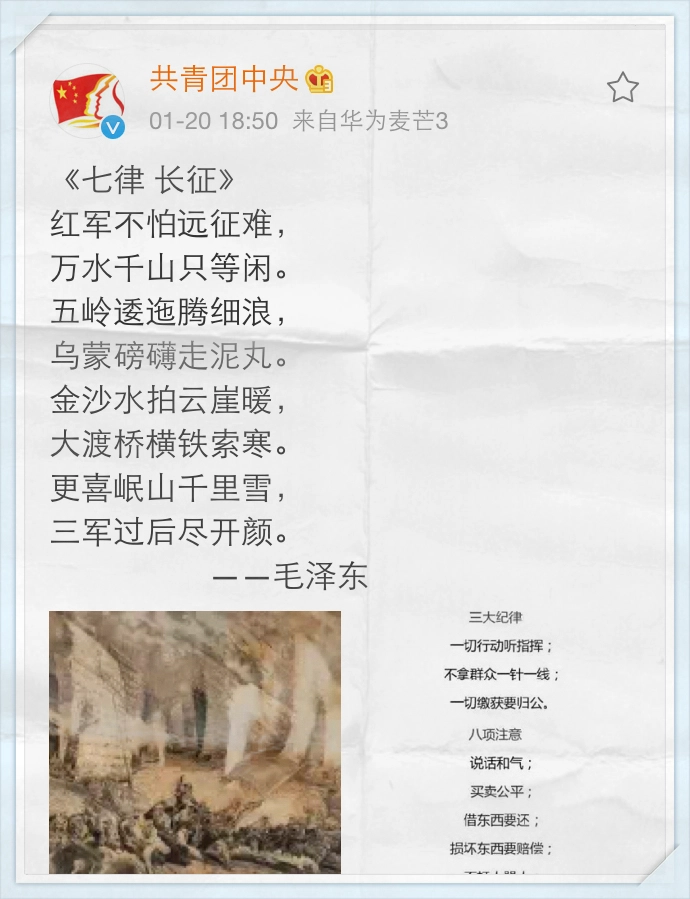 共青团中央
01-20 18:50 来自华为麦芒3
《七律 长征》
红军不怕远征难，
万水千山只等闲。
五岭逶迤腾细浪，
乌蒙磅礴走泥丸。
金沙水拍云崖暖，
大渡桥横铁索寒。
更喜岷山千里雪，
三军过后尽开颜。
——毛泽东
三大纪律
一切行动听指挥；
不拿群众一针一线；
一切缴获要归公。
八项注意
说话和气；
买卖公平；
借东西要还；
损坏东西要赔偿；